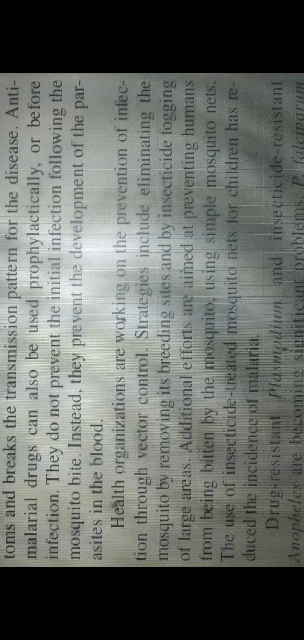 toms and breaks the transmission pattern for the disease. Anti-
malarial drugs can also be used prophylactically, or before
infection. They do not prevent the initial infection following the
mosquito bite. Instead, they prevent the development of the par-
asites in the blood.
Health organizations are working on the prevention of infec-
tion through vector control. Strategies include eliminating the
mosquito by removing its breeding sites and by insecticide fogging
of large areas. Additional efforts are aimed at preventing humans
from being bitten by the mosquito, using simple mosquito nets.
The use of insecticide-treated mosquito nets for children has re-
duced the incidence of malaria.
Drug-resistant Plasmodium and insecticide-resistant
Anopheles are becoming significant problems. P. falciparum